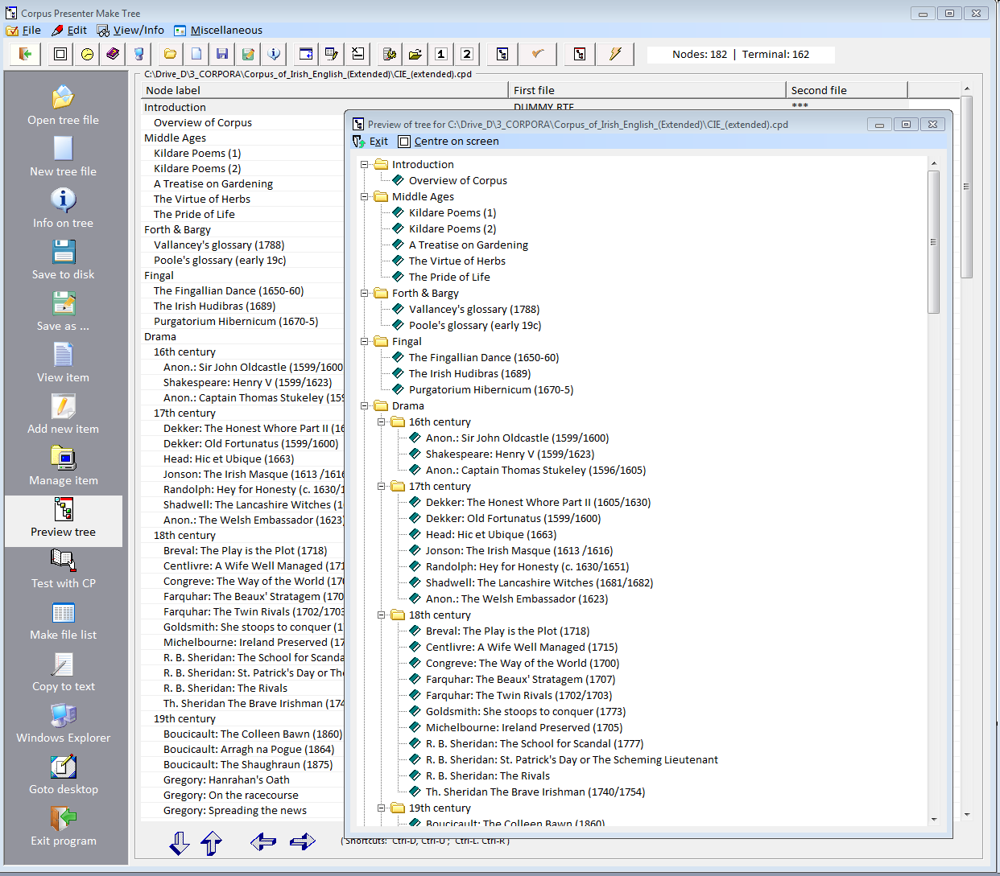 Corpus Presenter Make Tree
File Edit View/Info Miscellaneous
1 2 Nodes: 182 | Terminal: 162
C:\Drive_D\3_CORPORA\Corpus_of_Irish_English_(Extended)\CIE_(extended).cpd
Open tree file
New tree file
Info on tree
Save to disk
Save as ...
View item
Add new item
Manage item
Preview tree
Test with CP
Make file list
Copy to text
Windows Explorer
Goto desktop
Exit program
Node label First file Second file
Introduction DUMMY.RTF ***
Overview of Corpus
Middle Ages
Kildare Poems (1)
Kildare Poems (2)
A Treatise on Gardening
The Virtue of Herbs
The Pride of Life
Forth & Bargy
Vallancey's glossary (1788)
Poole's glossary (early 19c)
Fingal
The Fingallian Dance (1650-60)
The Irish Hudibras (1689)
Purgatorium Hibernicum (1670-5)
Drama
16th century
Anon.: Sir John Oldcastle (1599/1600
Shakespeare: Henry V (1599/1623)
Anon.: Captain Thomas Stukeley (159
17th century
Dekker: The Honest Whore Part II (16
Dekker: Old Fortunatus (1599/1600)
Head: Hic et Ubique (1663)
Jonson: The Irish Masque (1613 /1616
Randolph: Hey for Honesty (c. 1630/1
Shadwell: The Lancashire Witches (1
Anon.: The Welsh Embassador (1623)
18th century
Breval: The Play is the Plot (1718)
Centlivre: A Wife Well Managed (171
Congreve: The Way of the World (170
Farquhar: The Beaux' Stratagem (170
Farquhar: The Twin Rivals (1702/1703
Goldsmith: She stoops to conquer (1
Michelbourne: Ireland Preserved (17
R. B. Sheridan: The School for Scanda
R. B. Sheridan: St. Patrick's Day or The
R. B. Sheridan: The Rivals
Th. Sheridan The Brave Irishman (174
19th century
Boucicault: The Colleen Bawn (1860)
Boucicault: Arragh na Pogue (1864)
Boucicault: The Shaughraun (1875)
Gregory: Hanrahan's Oath
Gregory: On the racecourse
Gregory: Spreading the news
(Shortcuts: Ctrl-D, Ctrl-U ; Ctrl-L. Ctrl-R )
Preview of tree for C:\Drive_D\3_CORPORA\Corpus_of_Irish_English_(Extended)\CIE_(extended).cpd
Exit Centre on screen
Introduction
Overview of Corpus
Middle Ages
Kildare Poems (1)
Kildare Poems (2)
A Treatise on Gardening
The Virtue of Herbs
The Pride of Life
Forth & Bargy
Vallancey's glossary (1788)
Poole's glossary (early 19c)
Fingal
The Fingallian Dance (1650-60)
The Irish Hudibras (1689)
Purgatorium Hibernicum (1670-5)
Drama
16th century
Anon.: Sir John Oldcastle (1599/1600)
Shakespeare: Henry V (1599/1623)
Anon.: Captain Thomas Stukeley (1596/1605)
17th century
Dekker: The Honest Whore Part II (1605/1630)
Dekker: Old Fortunatus (1599/1600)
Head: Hic et Ubique (1663)
Jonson: The Irish Masque (1613 /1616)
Randolph: Hey for Honesty (c. 1630/1651)
Shadwell: The Lancashire Witches (1681/1682)
Anon.: The Welsh Embassador (1623)
18th century
Breval: The Play is the Plot (1718)
Centlivre: A Wife Well Managed (1715)
Congreve: The Way of the World (1700)
Farquhar: The Beaux' Stratagem (1707)
Farquhar: The Twin Rivals (1702/1703)
Goldsmith: She stoops to conquer (1773)
Michelbourne: Ireland Preserved (1705)
R. B. Sheridan: The School for Scandal (1777)
R. B. Sheridan: St. Patrick's Day or The Scheming Lieutenant
R. B. Sheridan: The Rivals
Th. Sheridan The Brave Irishman (1740/1754)
19th century
Boucicault: The Colleen Bawn (1860)